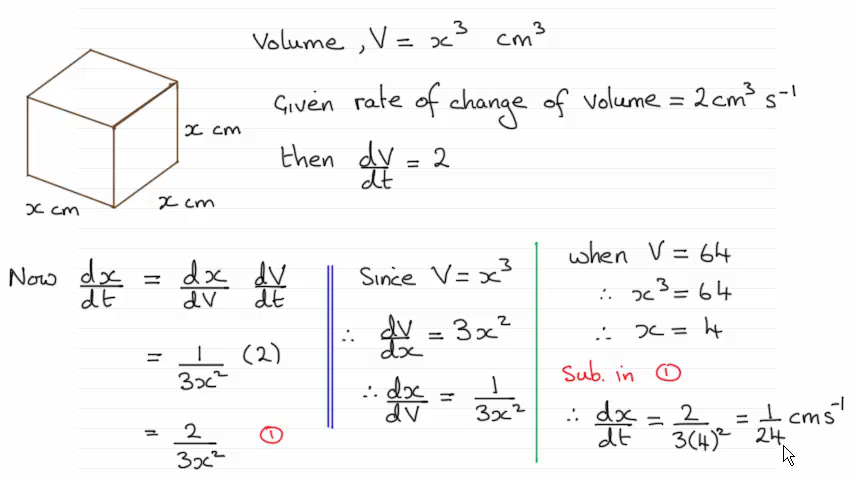 Volume, V = x³ cm³
Given rate of change of volume = 2cm³ s⁻¹
x cm
then dV/dt = 2
x cm
x cm
Now dx/dt = dx/dV dV/dt
= 1/3x² (2)
= 2/3x² ①
Since V = x³
∴ dV/dx = 3x²
∴ dx/dV = 1/3x²
when V = 64
∴ x³ = 64
∴ x = 4
Sub. in ①
∴ dx/dt = 2/3(4)² = 1/24 cm s⁻¹